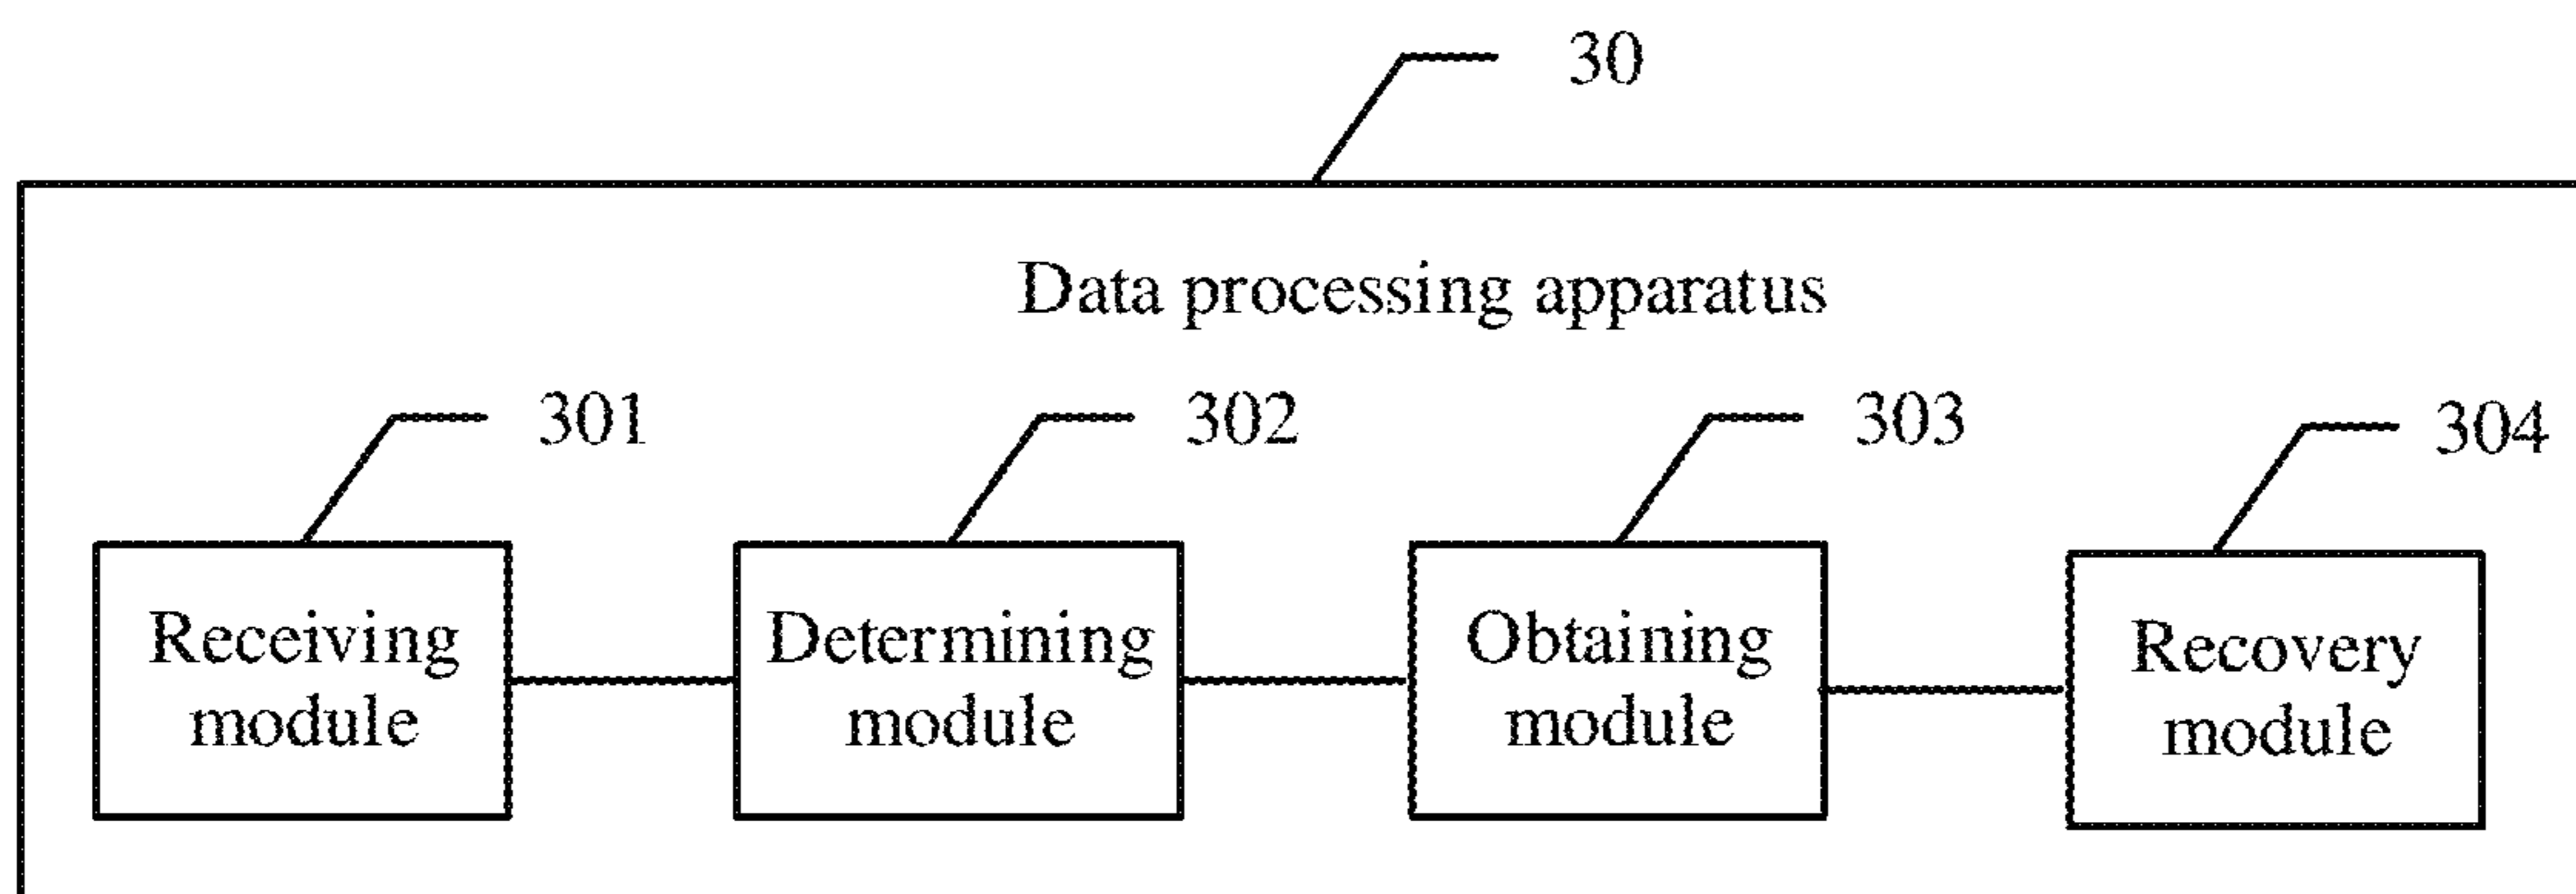 30
Data processing apparatus
301
302
303
304
Receiving
module
Determining
module
Obtaining
module
Recovery
module